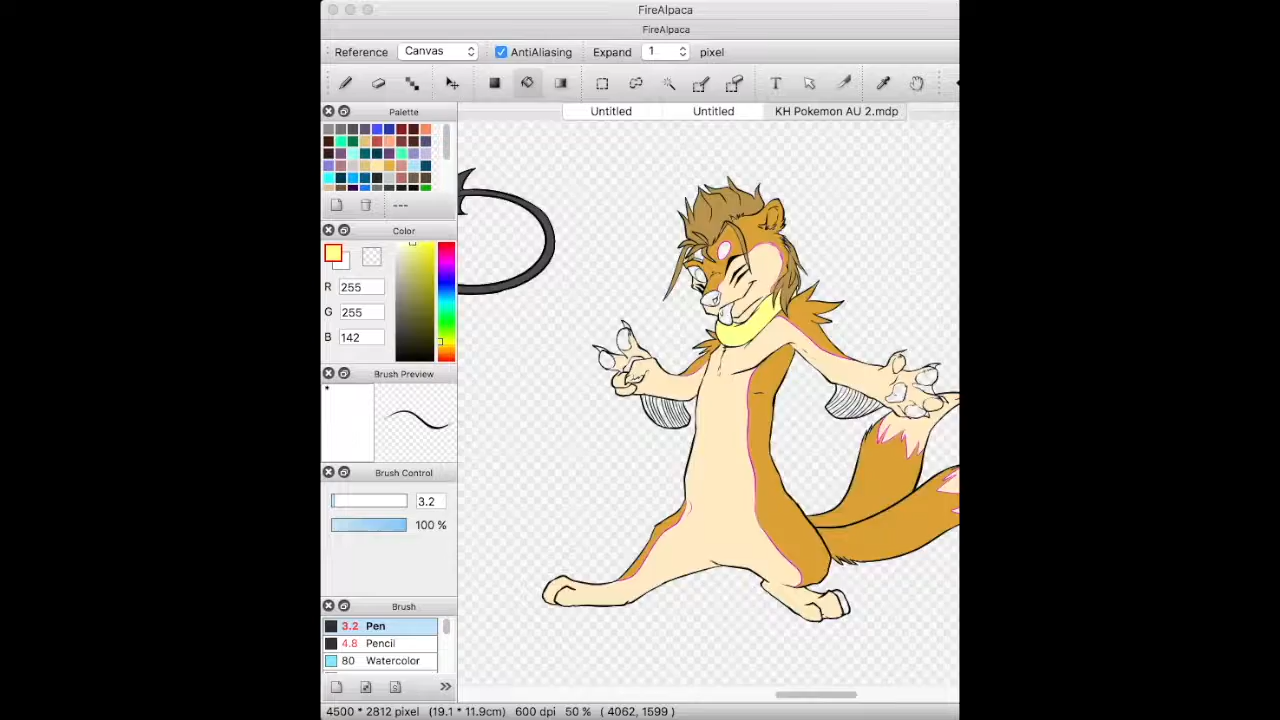 FireAlpaca
FireAlpaca
Reference Canvas AntiAliasing Expand 1 pixel
T
Untitled Untitled KH Pokemon AU 2.mdp
Palette
---
Color
R 255
G 255
B 142
Brush Preview
*
Brush Control
3.2
100 %
Brush
3.2 Pen
4.8 Pencil
80 Watercolor
4500 * 2812 pixel (19.1 * 11.9cm) 600 dpi 50 % ( 4062, 1599 )